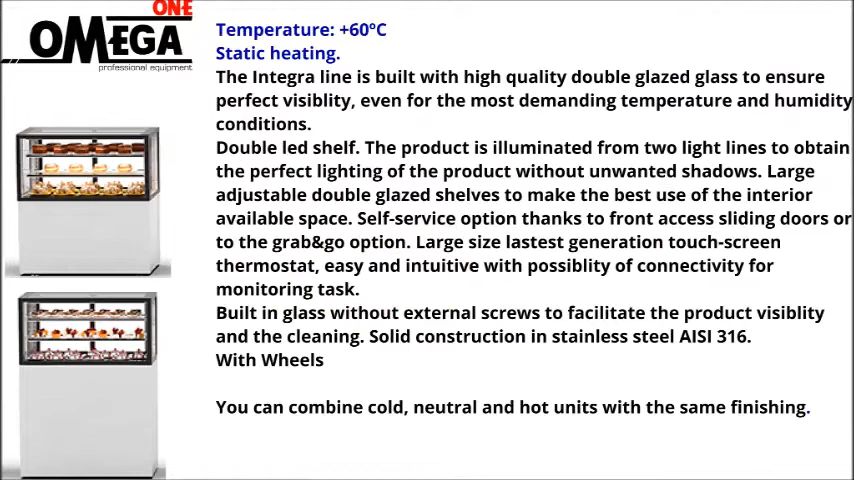 ONE
OMEGA
professional equipment
Temperature: +60ºC
Static heating.
The Integra line is built with high quality double glazed glass to ensure
perfect visiblity, even for the most demanding temperature and humidity
conditions.
Double led shelf. The product is illuminated from two light lines to obtain
the perfect lighting of the product without unwanted shadows. Large
adjustable double glazed shelves to make the best use of the interior
available space. Self-service option thanks to front access sliding doors or
to the grab&go option. Large size lastest generation touch-screen
thermostat, easy and intuitive with possiblity of connectivity for
monitoring task.
Built in glass without external screws to facilitate the product visiblity
and the cleaning. Solid construction in stainless steel AISI 316.
With Wheels
You can combine cold, neutral and hot units with the same finishing.